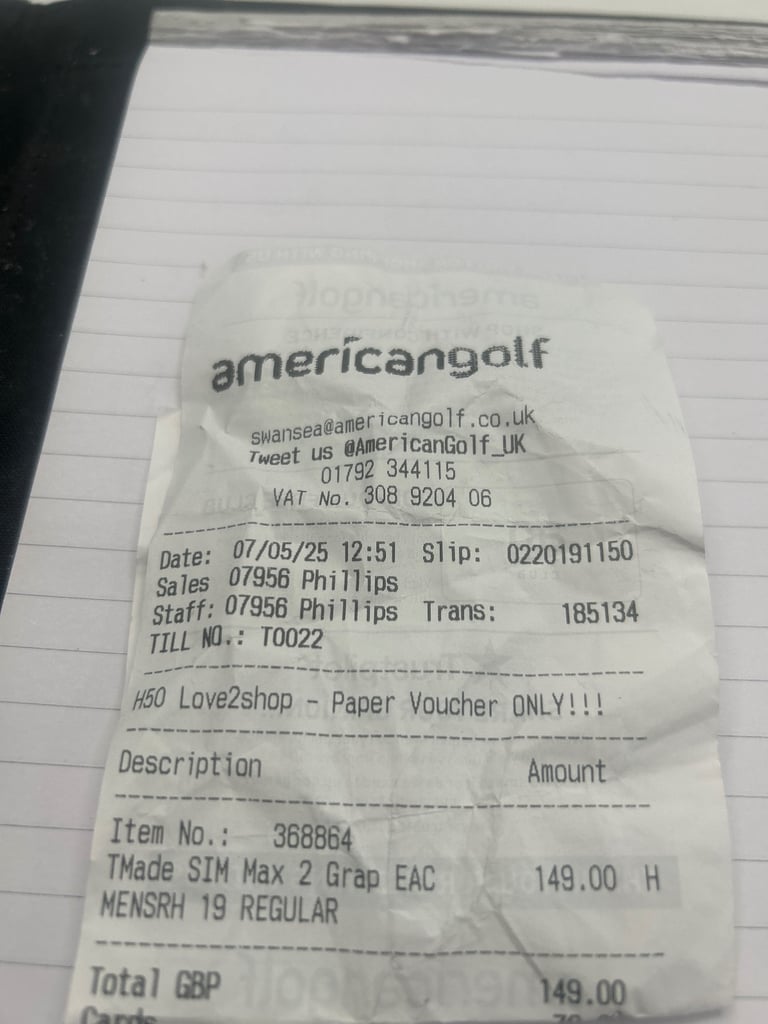 americangolf
swansea@americangolf.co.uk
Tweet us @AmericanGolf_UK
01792 344115
VAT No. 308 9204 06
Date: 07/05/25 12:51 Slip: 0220191150
Sales 07956 Phillips
Staff: 07956 Phillips Trans: 185134
TILL NO.: T0022
H50 Love2shop - Paper Voucher ONLY!!!
Description Amount
Item No.: 368864
TMade SIM Max 2 Grap EAC 149.00 H
MENSRH 19 REGULAR
Total GBP 149.00
Cards